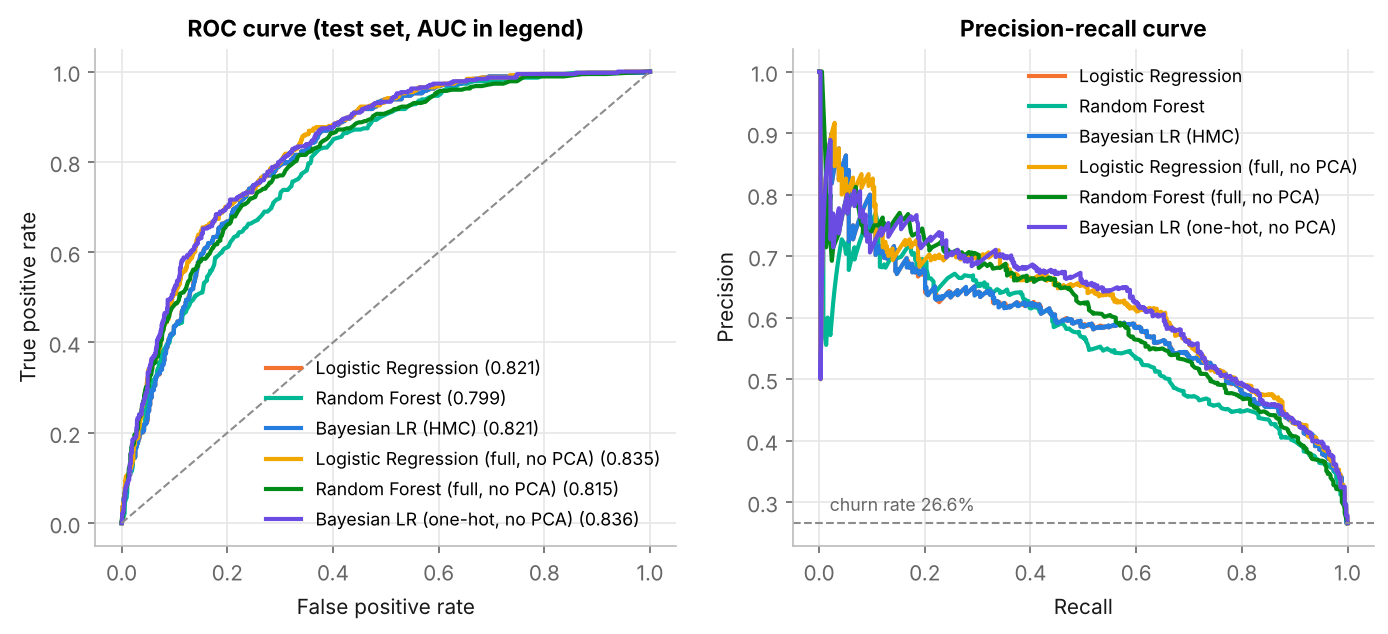 ROC curve (test set, AUC in legend)
True positive rate
1.0
0.8
0.6
0.4
0.2
0.0
Logistic Regression (0.821)
Random Forest (0.799)
Bayesian LR (HMC) (0.821)
Logistic Regression (full, no PCA) (0.835)
Random Forest (full, no PCA) (0.815)
Bayesian LR (one-hot, no PCA) (0.836)
0.0 0.2 0.4 0.6 0.8 1.0
False positive rate
Precision-recall curve
Precision
1.0
0.9
0.8
0.7
0.6
0.5
0.4
0.3
Logistic Regression
Random Forest
Bayesian LR (HMC)
Logistic Regression (full, no PCA)
Random Forest (full, no PCA)
Bayesian LR (one-hot, no PCA)
churn rate 26.6%
0.0 0.2 0.4 0.6 0.8 1.0
Recall